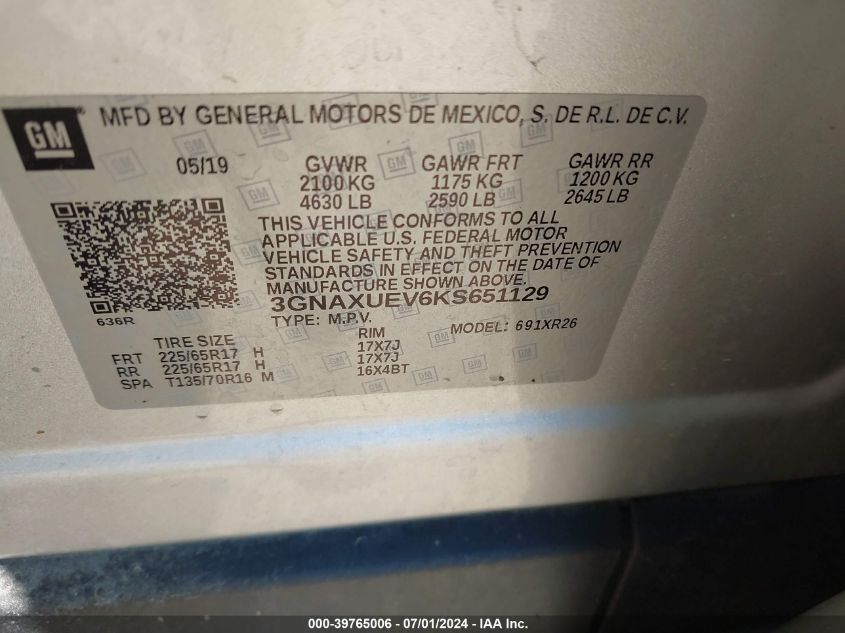 GM
MFD BY GENERAL MOTORS DE MEXICO, S. DE R.L. DE C.V.
05/19 GVWR GAWR FRT GAWR RR
2100 KG 1175 KG 1200 KG
4630 LB 2590 LB 2645 LB
THIS VEHICLE CONFORMS TO ALL
APPLICABLE U.S. FEDERAL MOTOR
VEHICLE SAFETY AND THEFT PREVENTION
STANDARDS IN EFFECT ON THE DATE OF
MANUFACTURE SHOWN ABOVE.
3GNAXUEV6KS651129
636R
TYPE: M.P.V. MODEL: 691XR26
TIRE SIZE RIM
FRT 225/65R17 H 17X7J
RR 225/65R17 H 17X7J
SPA T135/70R16 M 16X4BT
000-39765006 - 07/01/2024 - IAA Inc.